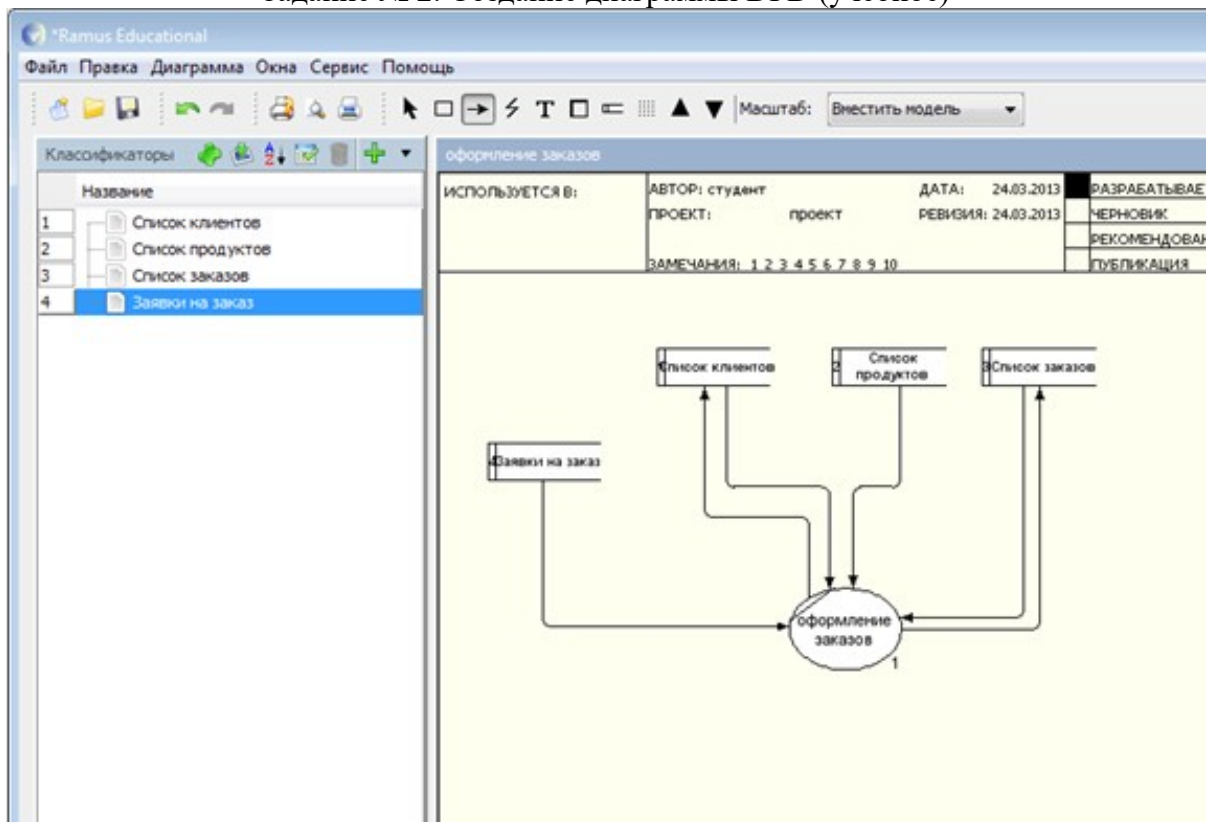 *Ramus Educational
Файл Правка Диаграмма Окна Сервис Помощь
Масштаб: Вместить модель
Классификаторы
оформление заказов
Название
1 Список клиентов
2 Список продуктов
3 Список заказов
4 Заявки на заказ
ИСПОЛЬЗУЕТСЯ В:
АВТОР: студент ДАТА: 24.03.2013
ПРОЕКТ: проект РЕВИЗИЯ: 24.03.2013
ЗАМЕЧАНИЯ: 1 2 3 4 5 6 7 8 9 10
РАЗРАБАТЫВАЕ
ЧЕРНОВИК
РЕКОМЕНДОВАН
ПУБЛИКАЦИЯ
Список клиентов
2 Список
продуктов
3 Список заказов
Заявки на заказ
оформление
заказов
1